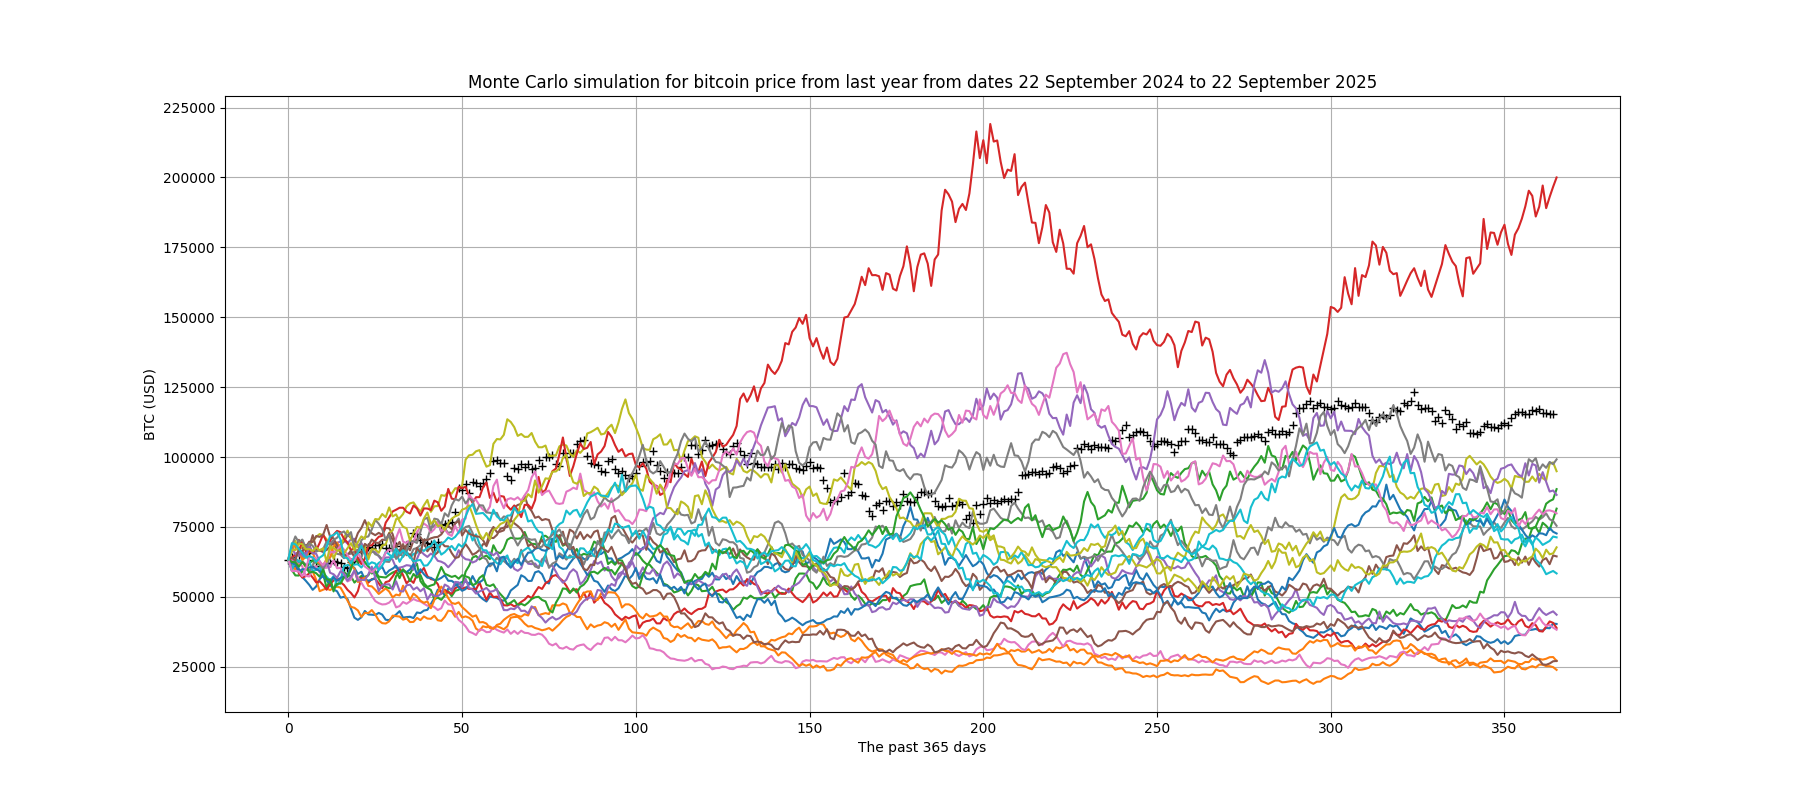 Monte Carlo simulation for bitcoin price from last year from dates 22 September 2024 to 22 September 2025
225000
200000
175000
150000
125000
100000
75000
50000
25000
BTC (USD)
0 50 100 150 200 250 300 350
The past 365 days